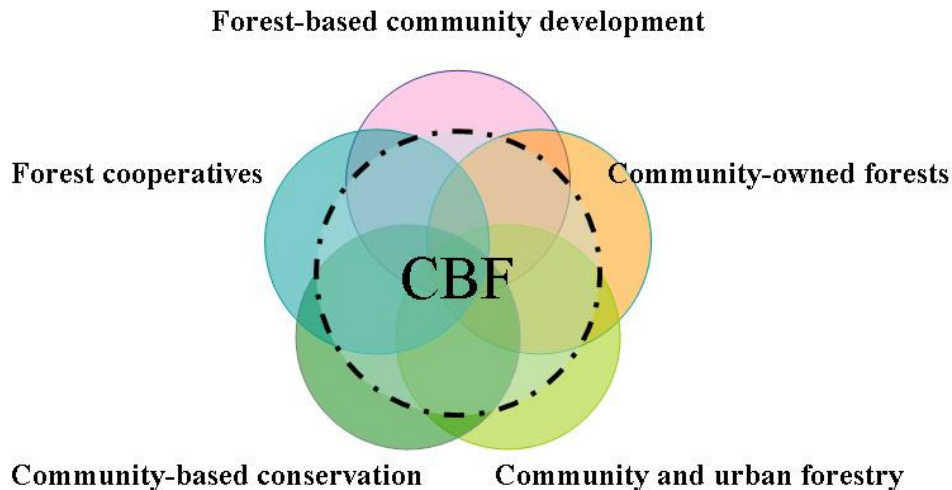 Forest-based community development
Forest cooperatives
Community-owned forests
CBF
Community-based conservation
Community and urban forestry